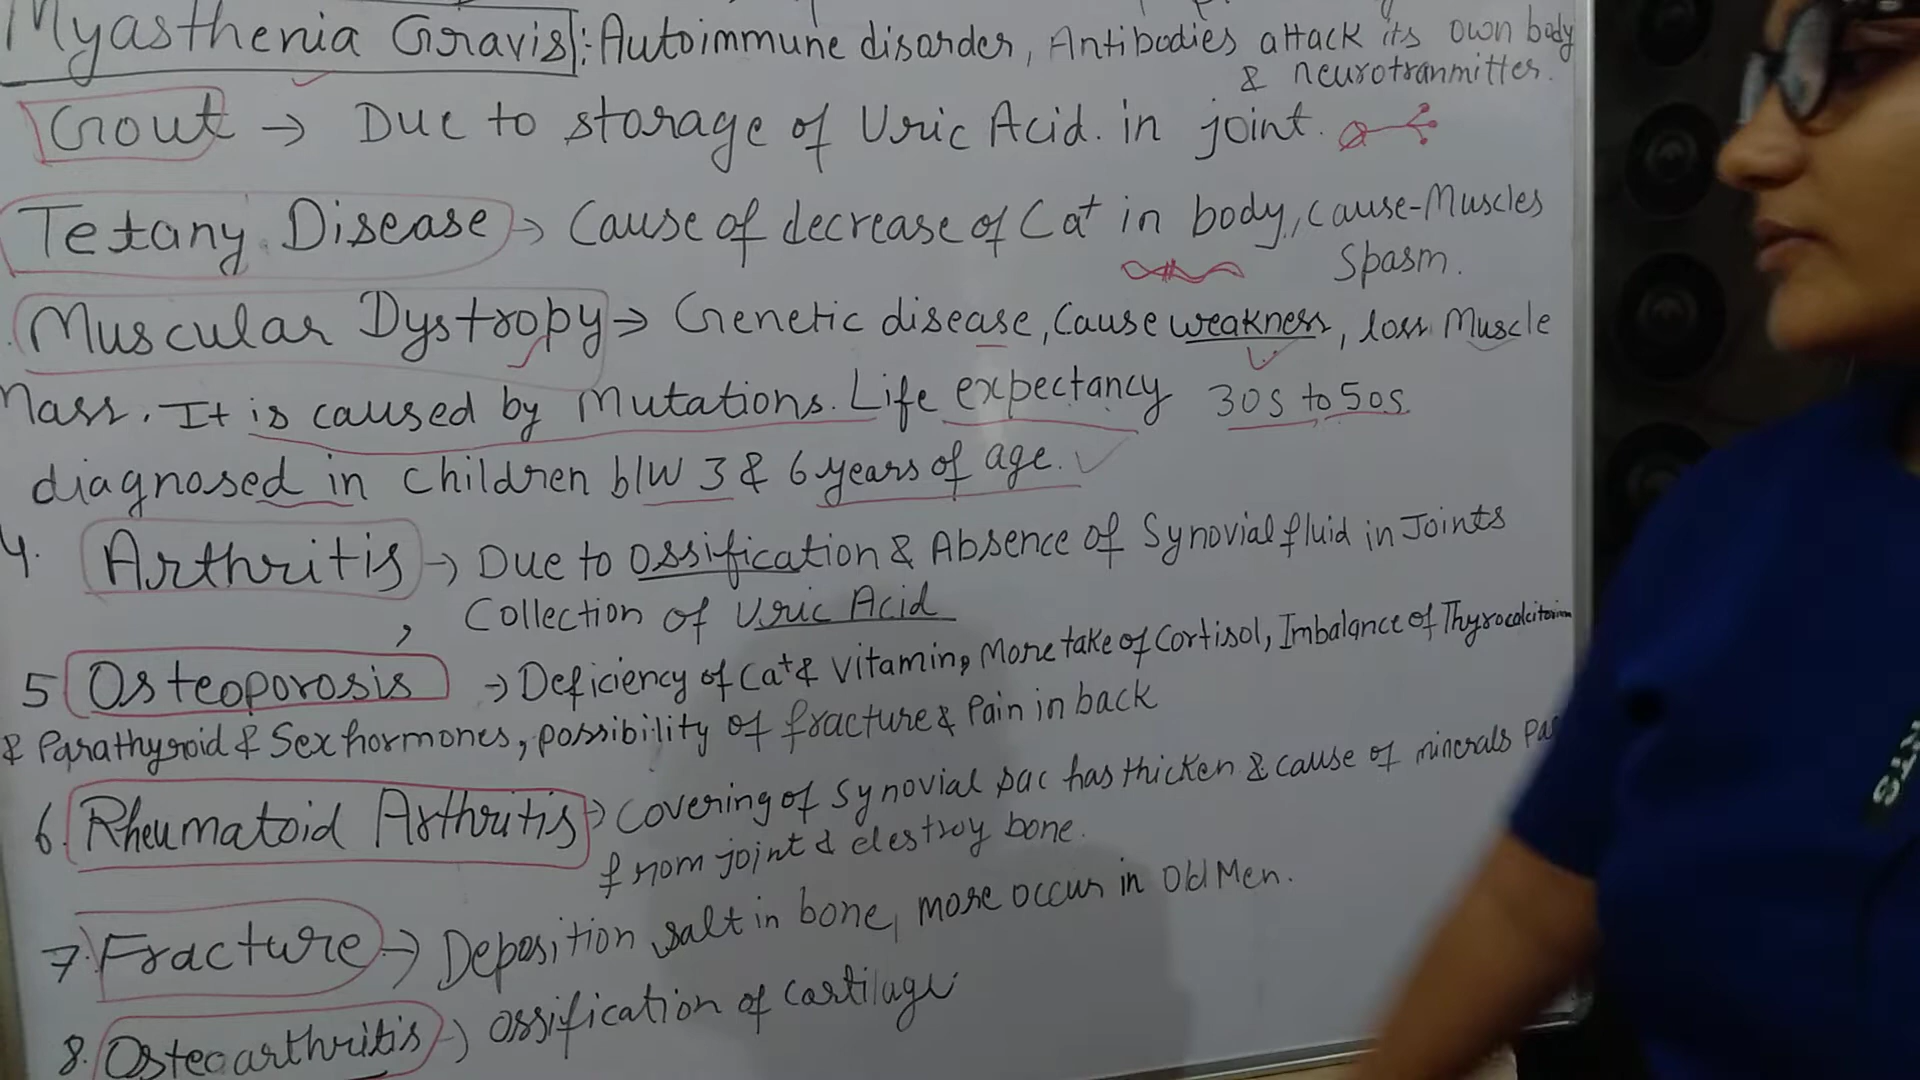 Myasthenia Gravis : Autoimmune disorder, Antibodies attack its own body
& neurotranmitter.
Gout → Due to storage of Uric Acid. in joint.
Tetany Disease → Cause of decrease of Ca+ in body, cause-Muscles
Spasm.
Muscular Dystropy → Genetic disease, Cause weakness, loss Muscle
Mass. It is caused by Mutations. Life expectancy 30s to 50s
diagnosed in children b/w 3 & 6 years of age.
4. Arthritis → Due to Ossification & Absence of Synovial fluid in Joints
, Collection of Uric Acid
5 Osteoporosis → Deficiency of Ca+ & Vitamin, More take of Cortisol, Imbalance of
& Parathyroid & Sex hormones, possibility of fracture & Pain in back
6. Rheumatoid Arthritis → Covering of Synovial sac has thicken & cause of minerals
from joint & destroy bone.
7. Fracture → Deposition salt in bone, more occur in Old Men.
8. Osteoarthritis → Ossification of cartilage